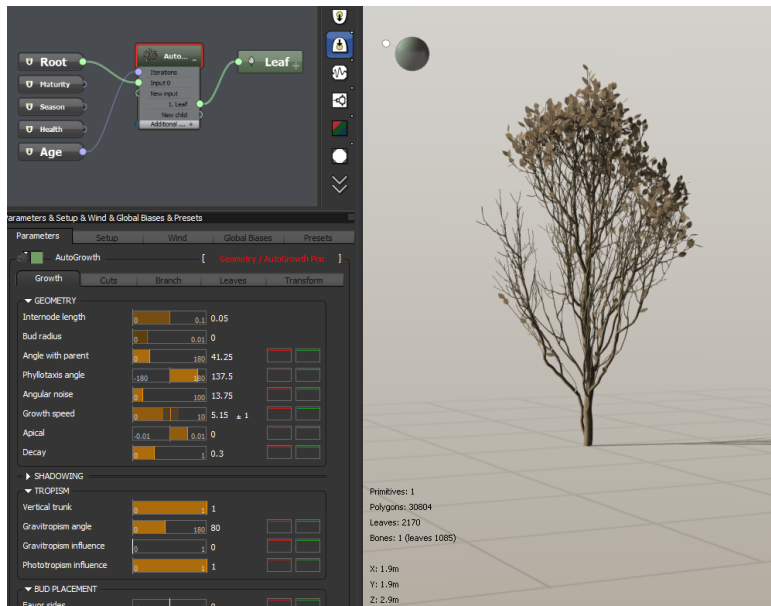 Root
Maturity
Season
Health
Age
Auto...
Iterations
Input 0
New input
1. Leaf
New child
Additional ... +
Leaf
Parameters & Setup & Wind & Global Biases & Presets
Parameters Setup Wind Global Biases Presets
AutoGrowth [ Geometry / AutoGrowth Plar ]
Growth Cuts Branch Leaves Transform
GEOMETRY
Internode length 0 0.1 0.05
Bud radius 0 0.01 0
Angle with parent 0 180 41.25
Phyllotaxis angle -180 180 137.5
Angular noise 0 100 13.75
Growth speed 0 10 5.15 ± 1
Apical -0.01 0.01 0
Decay 0 1 0.3
SHADOWING
TROPISM
Vertical trunk 0 1 1
Gravitropism angle 0 180 80
Gravitropism influence 0 1 0
Phototropism influence 0 1 1
BUD PLACEMENT
Favor sides
Primitives: 1
Polygons: 30804
Leaves: 2170
Bones: 1 (leaves 1085)
X: 1.9m
Y: 1.9m
Z: 2.9m